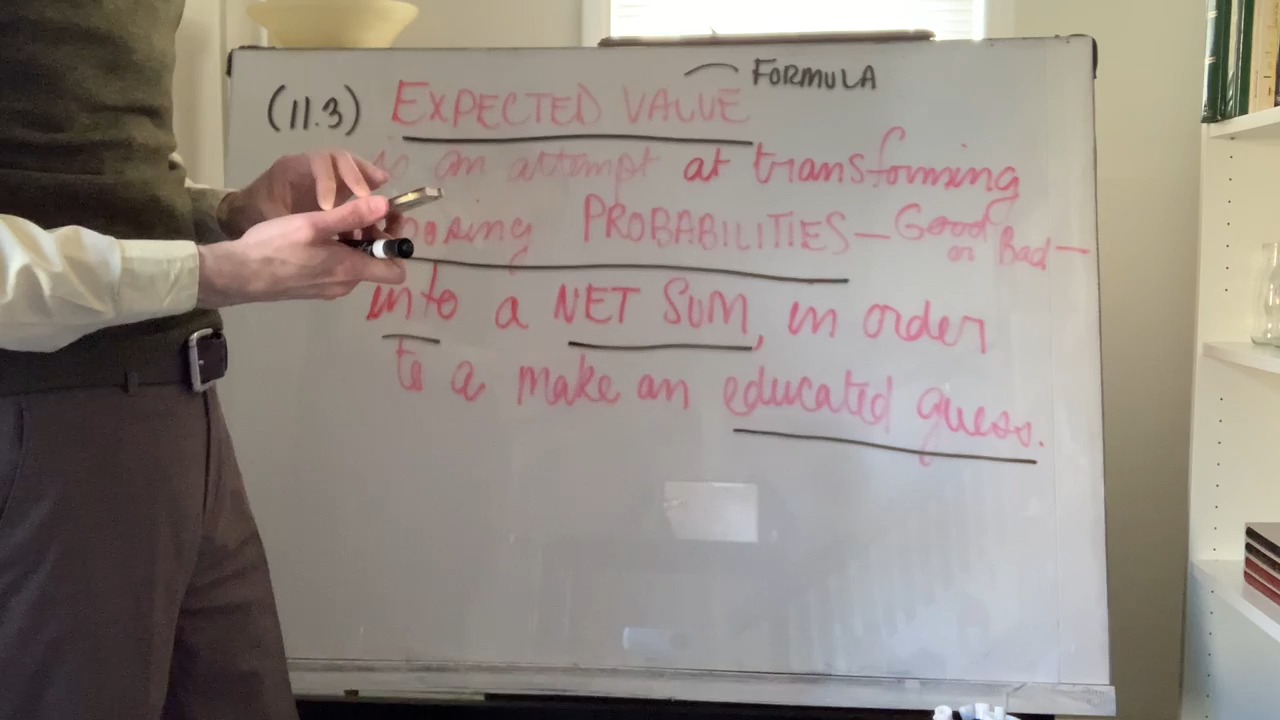 (11.3) EXPECTED VALUE FORMULA
is an attempt at transforming
PROBABILITIES — Good or Bad —
into a NET SUM, in order
to a make an educated guess.